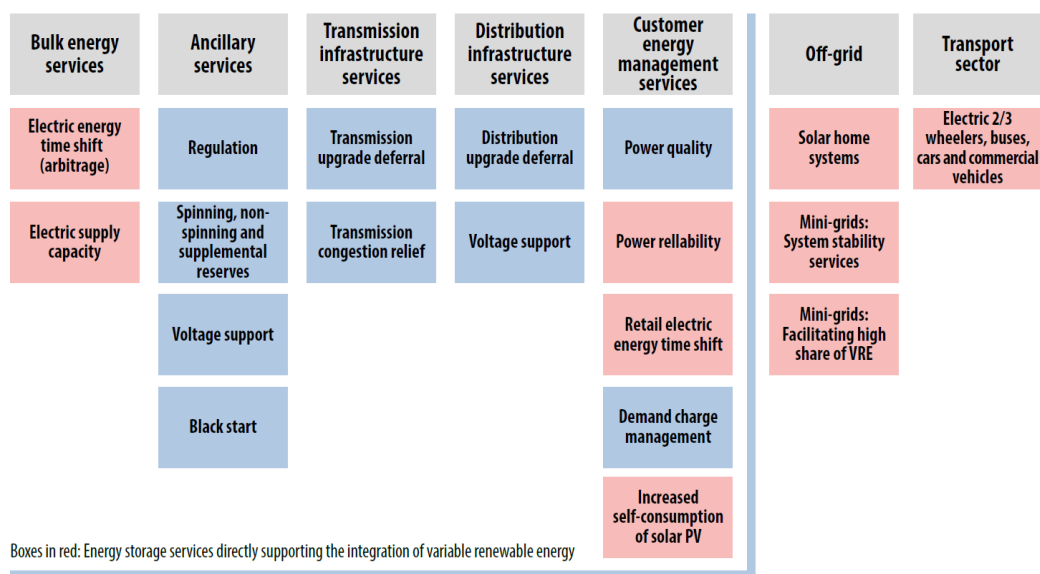 Bulk energy
services
Electric energy
time shift
(arbitrage)
Electric supply
capacity
Ancillary
services
Regulation
Spinning, non-
spinning and
supplemental
reserves
Voltage support
Black start
Transmission
infrastructure
services
Transmission
upgrade deferral
Transmission
congestion relief
Distribution
infrastructure
services
Distribution
upgrade deferral
Voltage support
Customer
energy
management
services
Power quality
Power rellability
Retail electric
energy time shift
Demand charge
management
Increased
self-consumption
of solar PV
Off-grid
Solar home
systems
Mini-grids:
System stability
services
Mini-grids:
Facilitating high
share of VRE
Transport
sector
Electric 2/3
wheelers, buses,
cars and commercial
vehicles
Boxes in red: Energy storage services directly supporting the integration of variable renewable energy